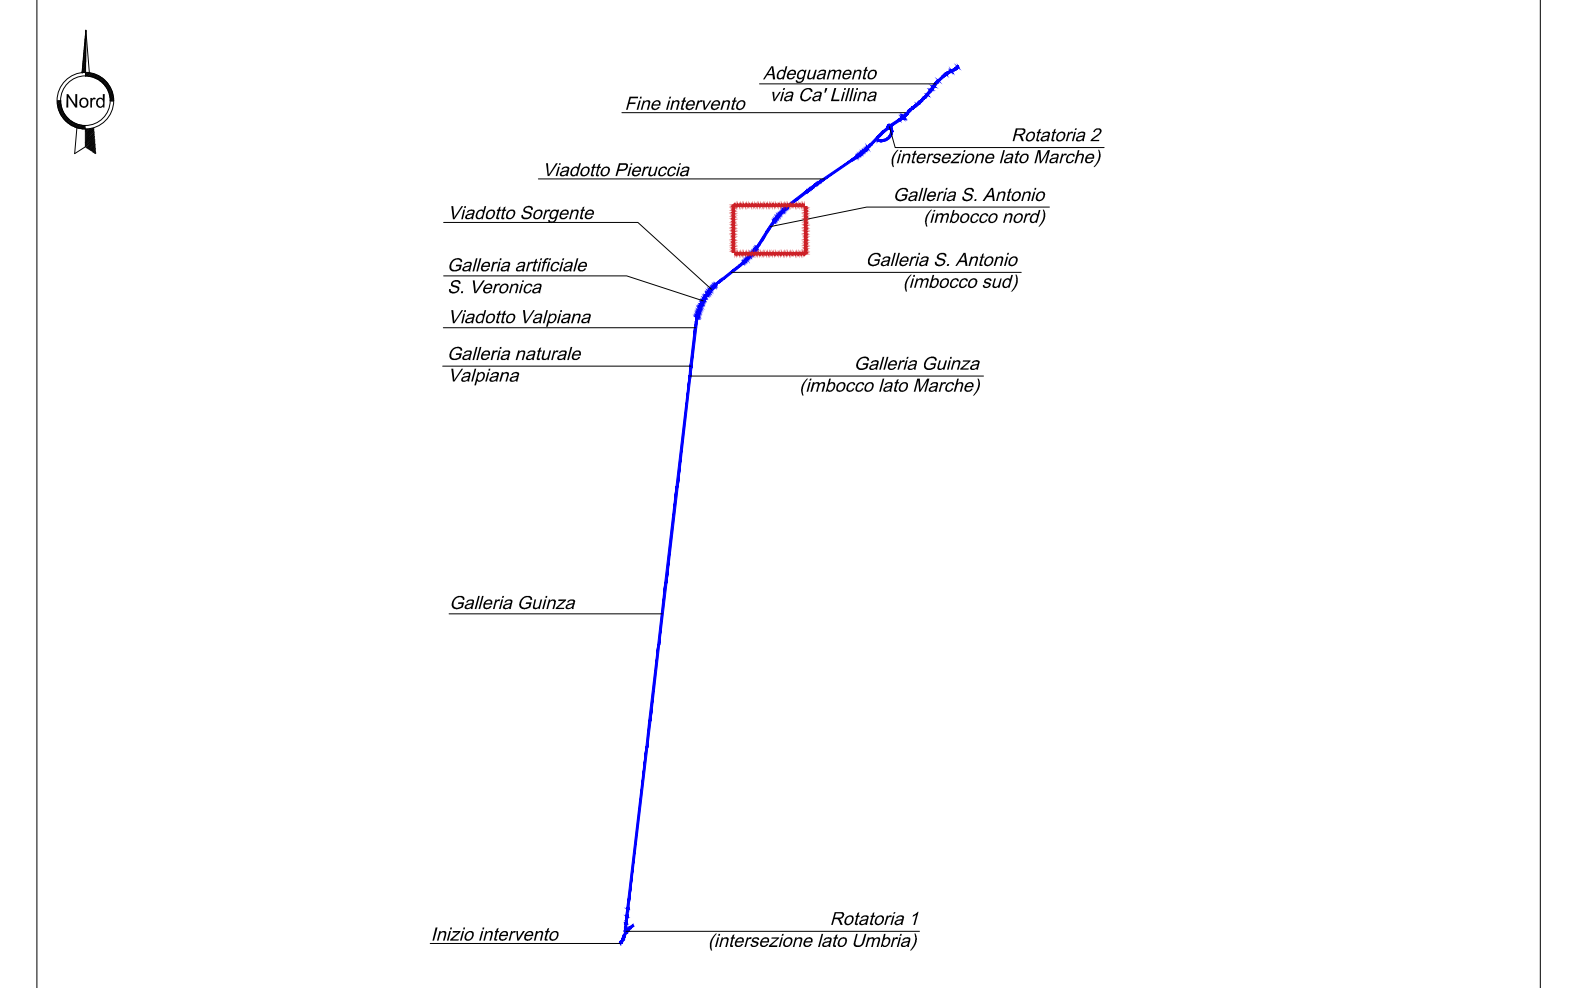 Nord
Adeguamento
via Ca' Lillina
Fine intervento
Rotatoria 2
(intersezione lato Marche)
Viadotto Pieruccia
Galleria S. Antonio
(imbocco nord)
Viadotto Sorgente
Galleria S. Antonio
(imbocco sud)
Galleria artificiale
S. Veronica
Viadotto Valpiana
Galleria naturale
Valpiana
Galleria Guinza
(imbocco lato Marche)
Galleria Guinza
Rotatoria 1
(intersezione lato Umbria)
Inizio intervento